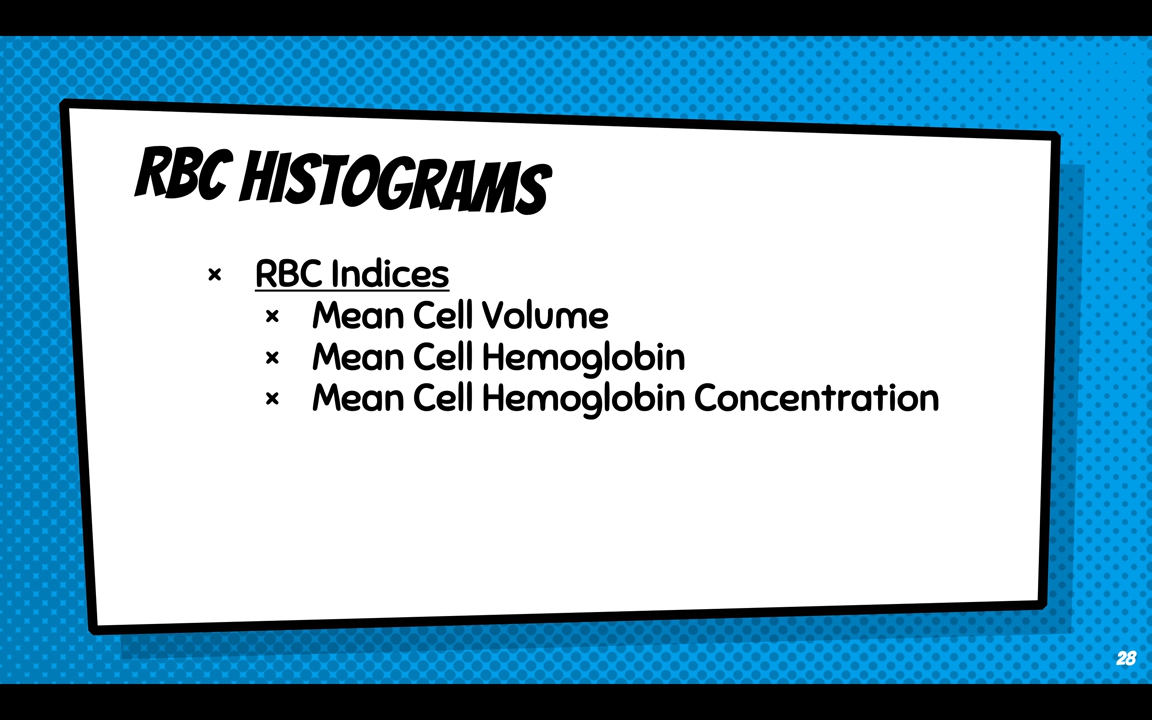 RBC HISTOGRAMS
× RBC Indices
× Mean Cell Volume
× Mean Cell Hemoglobin
× Mean Cell Hemoglobin Concentration
28